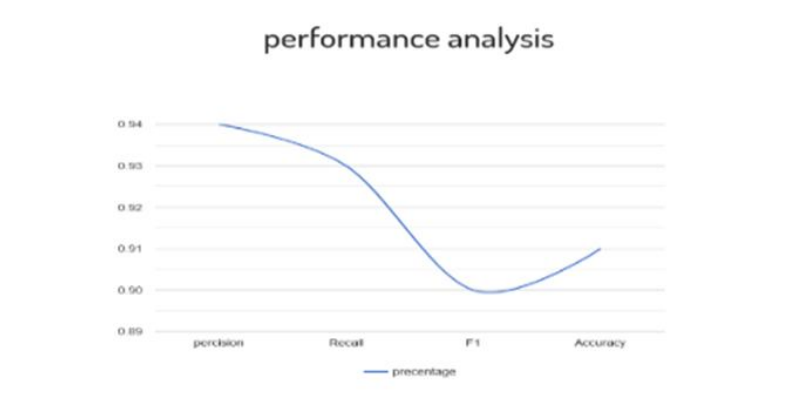 performance analysis
0.94
0.93
0.92
0.91
0.90
0.89
percision Recall F1 Accuracy
precentage